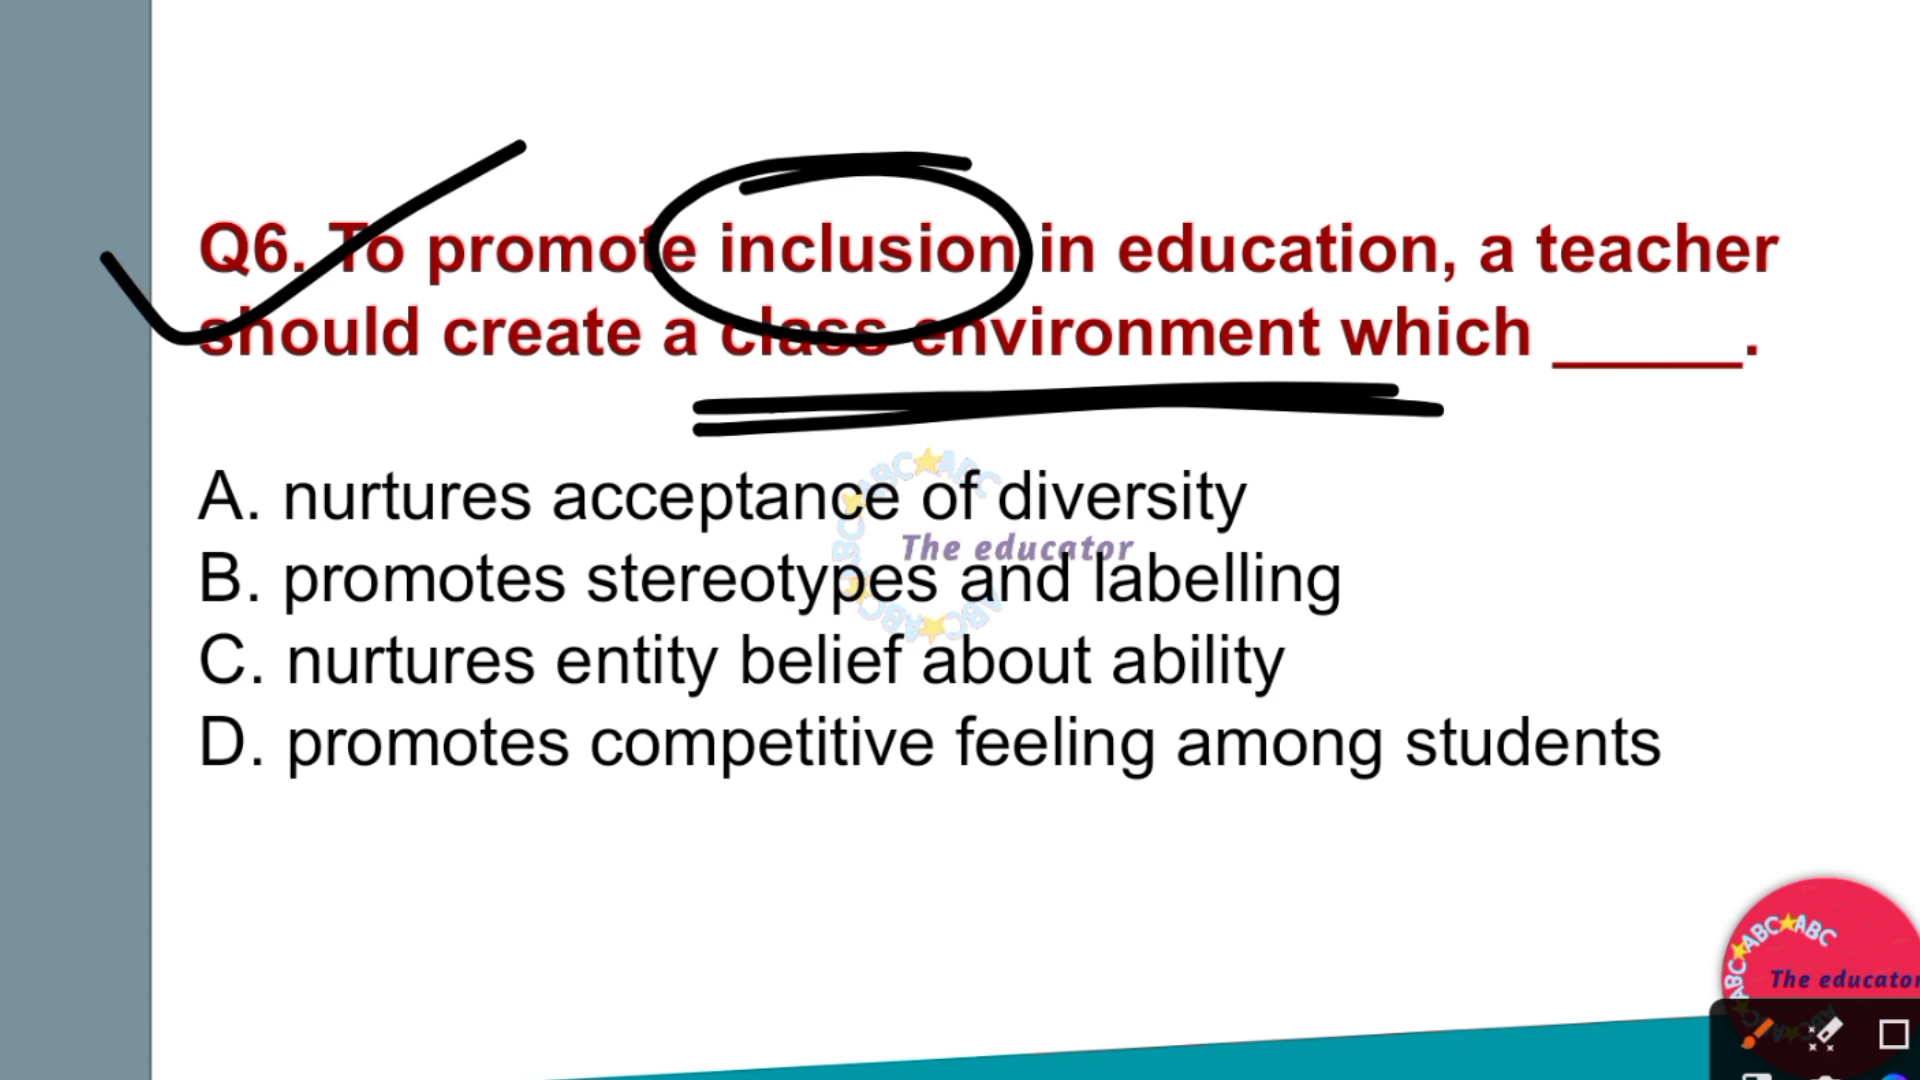 Q6. To promote inclusion in education, a teacher
should create a class environment which _____.
A. nurtures acceptance of diversity
The educator
B. promotes stereotypes and labelling
C. nurtures entity belief about ability
D. promotes competitive feeling among students
ABC★ABC
The educator